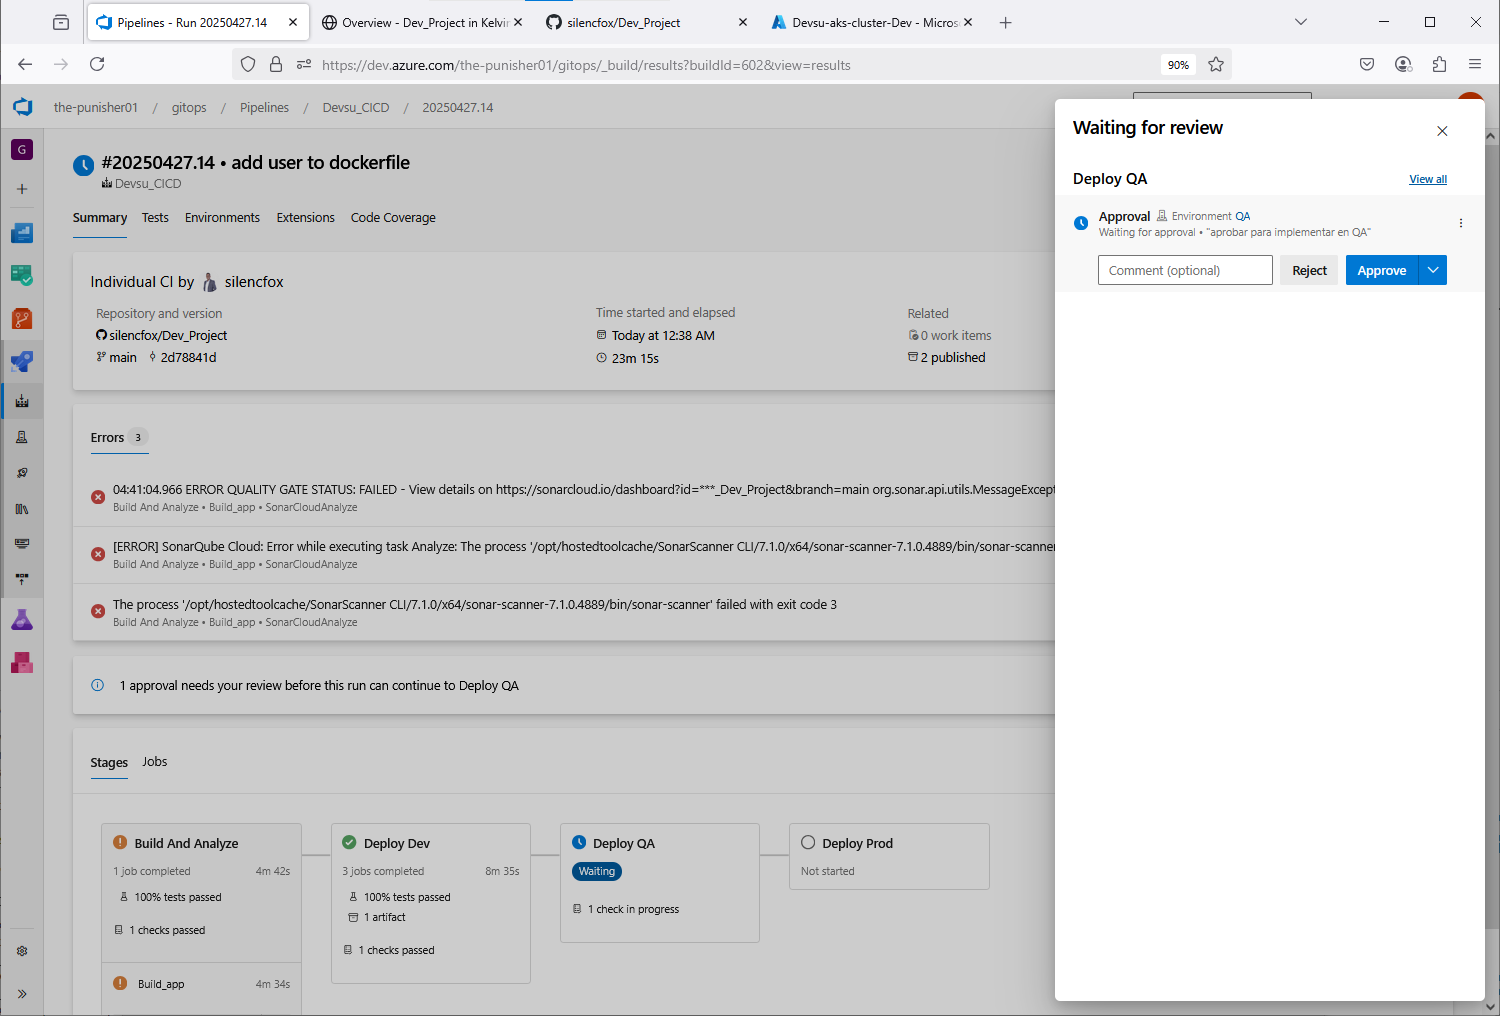 Pipelines - Run 20250427.14
Overview - Dev_Project in Kelvin
silencfox/Dev_Project
Devsu-aks-cluster-Dev - Micros
https://dev.azure.com/the-punisher01/gitops/_build/results?buildId=602&view=results
90%
the-punisher01 / gitops / Pipelines / Devsu_CICD / 20250427.14
G
#20250427.14 • add user to dockerfile
Devsu_CICD
Summary Tests Environments Extensions Code Coverage
Individual CI by silencfox
Repository and version
silencfox/Dev_Project
main 2d78841d
Time started and elapsed
Today at 12:38 AM
23m 15s
Related
0 work items
2 published
Errors 3
04:41:04.966 ERROR QUALITY GATE STATUS: FAILED - View details on https://sonarcloud.io/dashboard?id=***_Dev_Project&branch=main org.sonar.api.utils.MessageExcept
Build And Analyze • Build_app • SonarCloudAnalyze
[ERROR] SonarQube Cloud: Error while executing task Analyze: The process '/opt/hostedtoolcache/SonarScanner CLI/7.1.0/x64/sonar-scanner-7.1.0.4889/bin/sonar-scanner
Build And Analyze • Build_app • SonarCloudAnalyze
The process '/opt/hostedtoolcache/SonarScanner CLI/7.1.0/x64/sonar-scanner-7.1.0.4889/bin/sonar-scanner' failed with exit code 3
Build And Analyze • Build_app • SonarCloudAnalyze
1 approval needs your review before this run can continue to Deploy QA
Stages Jobs
Build And Analyze
1 job completed 4m 42s
100% tests passed
1 checks passed
Build_app 4m 34s
Deploy Dev
3 jobs completed 8m 35s
100% tests passed
1 artifact
1 checks passed
Deploy QA
Waiting
1 check in progress
Deploy Prod
Not started
Waiting for review
Deploy QA View all
Approval Environment QA
Waiting for approval • "aprobar para implementar en QA"
Comment (optional) Reject Approve